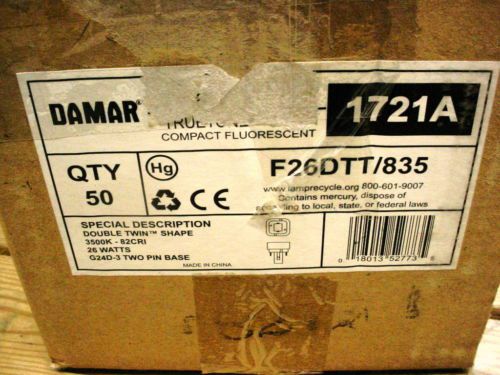 DAMAR
1721A
COMPACT FLUORESCENT
QTY
50
Hg
CE
F26DTT/835
www.lamprecycle.org 800-601-9007
Contains mercury, dispose of
according to local, state, or federal laws
SPECIAL DESCRIPTION
DOUBLE TWIN™ SHAPE
3500K - 82CRI
26 WATTS
G24D-3 TWO PIN BASE
MADE IN CHINA
0 18013 52773 6